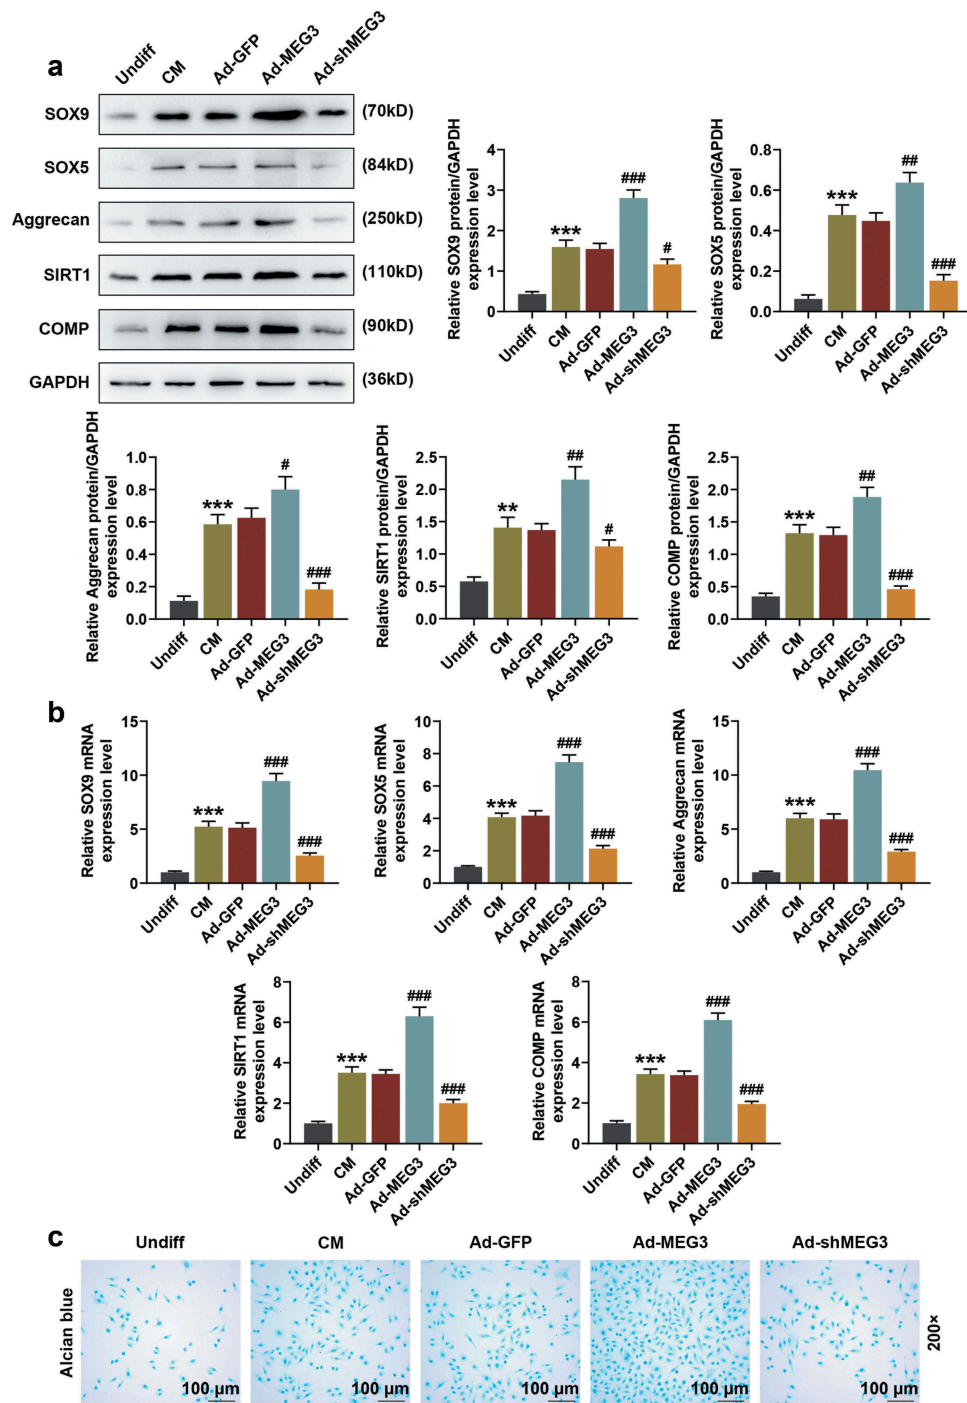 a
Undiff
CM
Ad-GFP
Ad-MEG3
Ad-shMEG3
SOX9
(70kD)
SOX5
(84kD)
Aggrecan
(250kD)
SIRT1
(110kD)
COMP
(90kD)
GAPDH
(36kD)
Relative SOX9 protein/GAPDH
expression level
4
3
2
1
0
***
###
#
Undiff
CM
Ad-GFP
Ad-MEG3
Ad-shMEG3
Relative SOX5 protein/GAPDH
expression level
0.8
0.6
0.4
0.2
0.0
***
##
###
Undiff
CM
Ad-GFP
Ad-MEG3
Ad-shMEG3
Relative Aggrecan protein/GAPDH
expression level
1.0
0.8
0.6
0.4
0.2
0.0
***
#
###
Undiff
CM
Ad-GFP
Ad-MEG3
Ad-shMEG3
Relative SIRT1 protein/GAPDH
expression level
2.5
2.0
1.5
1.0
0.5
0.0
**
##
#
Undiff
CM
Ad-GFP
Ad-MEG3
Ad-shMEG3
Relative COMP protein/GAPDH
expression level
2.5
2.0
1.5
1.0
0.5
0.0
***
##
###
Undiff
CM
Ad-GFP
Ad-MEG3
Ad-shMEG3
b
Relative SOX9 mRNA
expression level
15
10
5
0
***
###
###
Undiff
CM
Ad-GFP
Ad-MEG3
Ad-shMEG3
Relative SOX5 mRNA
expression level
10
8
6
4
2
0
***
###
###
Undiff
CM
Ad-GFP
Ad-MEG3
Ad-shMEG3
Relative Aggrecan mRNA
expression level
15
10
5
0
***
###
###
Undiff
CM
Ad-GFP
Ad-MEG3
Ad-shMEG3
Relative SIRT1 mRNA
expression level
8
6
4
2
0
***
###
###
Undiff
CM
Ad-GFP
Ad-MEG3
Ad-shMEG3
Relative COMP mRNA
expression level
8
6
4
2
0
***
###
###
Undiff
CM
Ad-GFP
Ad-MEG3
Ad-shMEG3
c
Undiff
CM
Ad-GFP
Ad-MEG3
Ad-shMEG3
Alcian blue
100 μm
100 μm
100 μm
100 μm
100 μm
200×